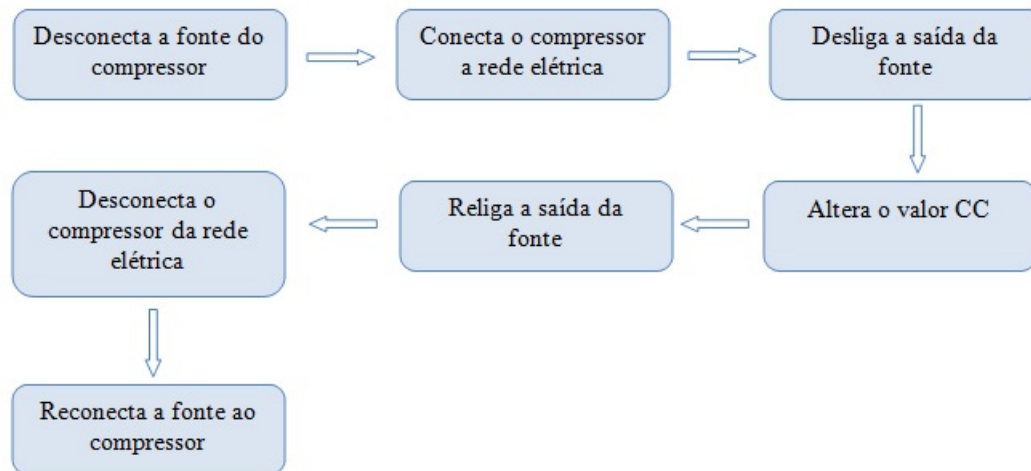 Desconecta a fonte do
compressor
Conecta o compressor
a rede elétrica
Desliga a saída da
fonte
Altera o valor CC
Religa a saída da
fonte
Desconecta o
compressor da rede
elétrica
Reconecta a fonte ao
compressor